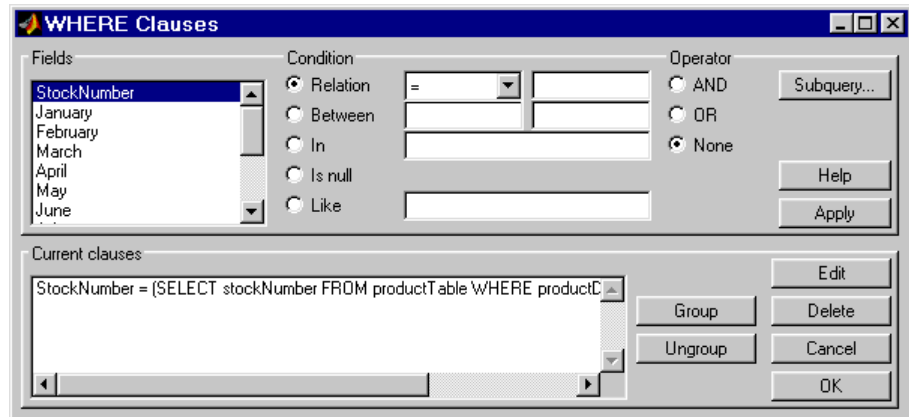 WHERE Clauses
Fields
Condition
Operator
StockNumber
January
February
March
April
May
June
Relation
=
Between
In
Is null
Like
AND
OR
None
Subquery...
Help
Apply
Current clauses
StockNumber = (SELECT stockNumber FROM productTable WHERE productD
Group
Ungroup
Edit
Delete
Cancel
OK